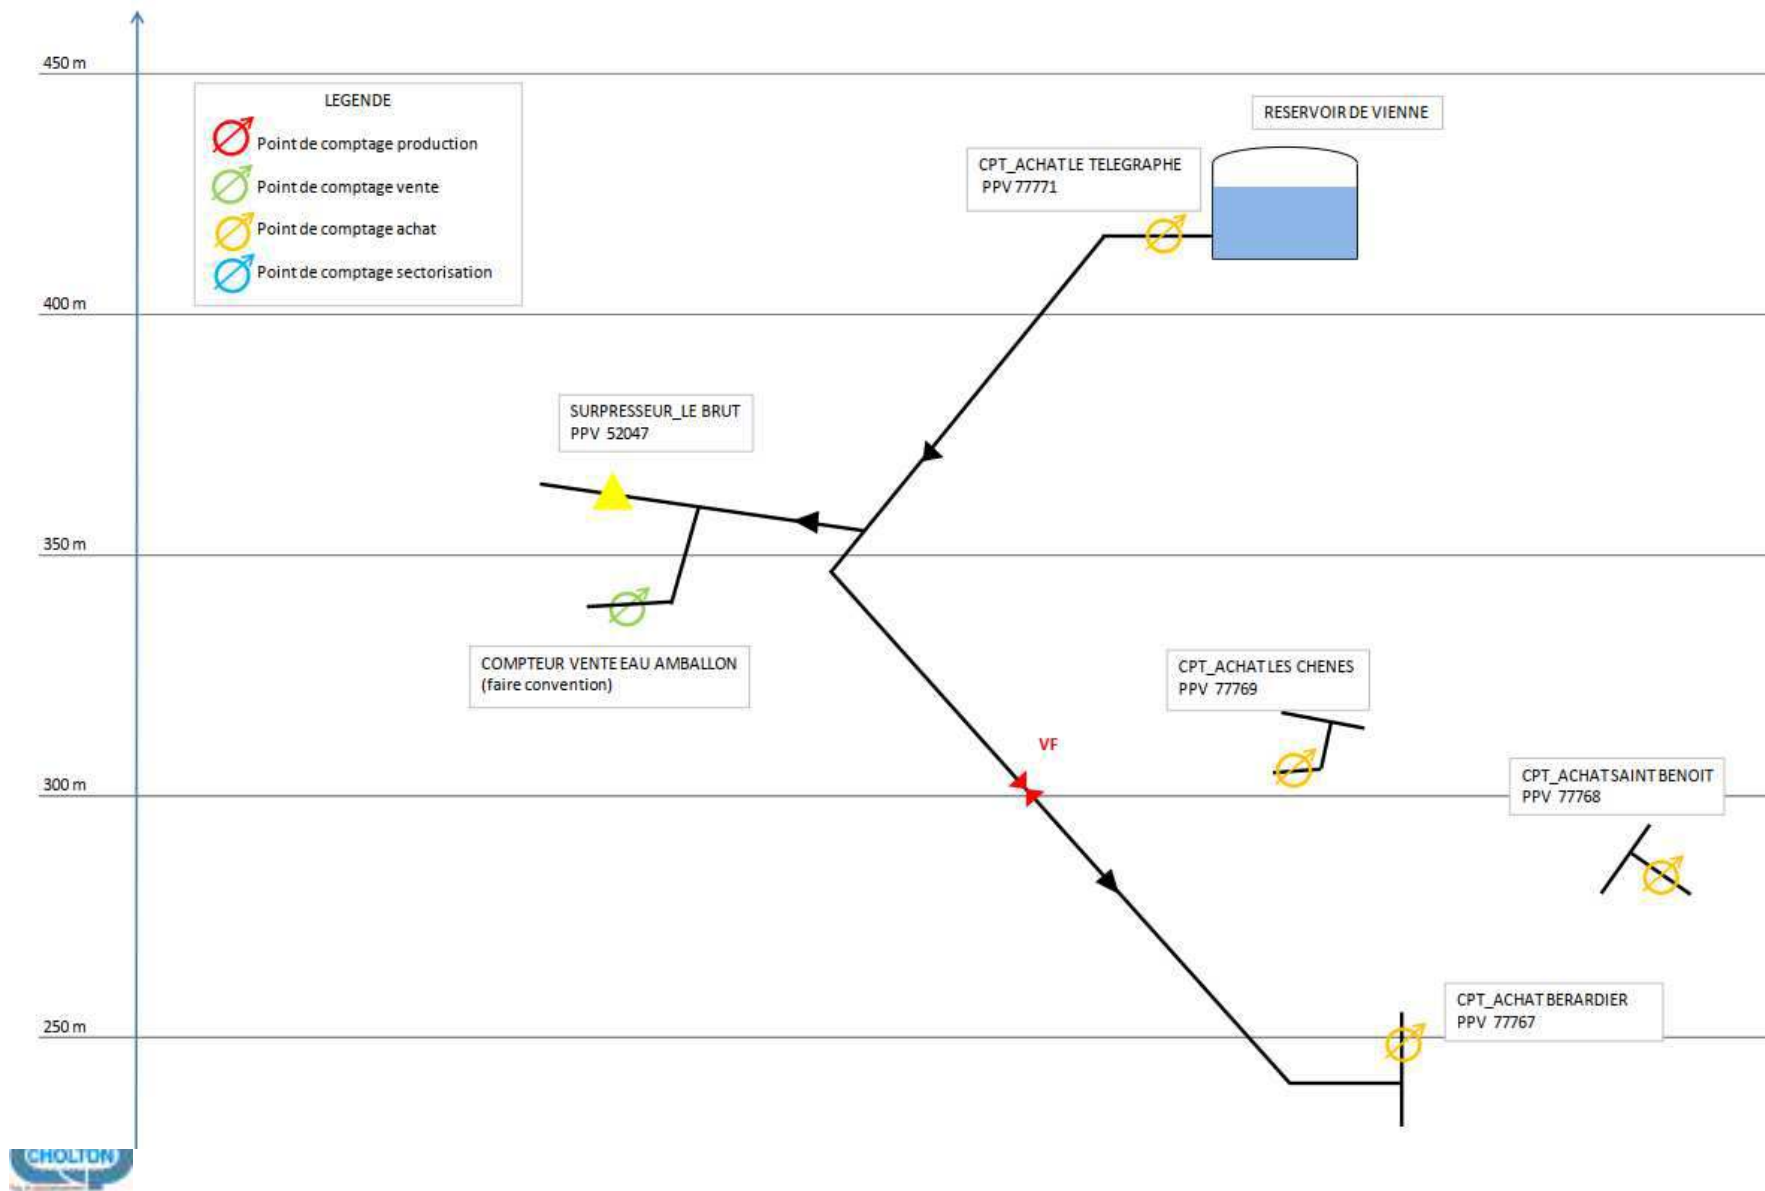 450 m
LEGENDE
Point de comptage production
Point de comptage vente
Point de comptage achat
Point de comptage sectorisation
RESERVOIR DE VIENNE
CPT_ACHAT LE TELEGRAPHE
PPV 77771
400 m
SURPRESSEUR_LE BRUT
PPV 52047
350 m
COMPTEUR VENTE EAU AMBALLON
(faire convention)
CPT_ACHAT LES CHENES
PPV 77769
VF
300 m
CPT_ACHAT SAINT BENOIT
PPV 77768
CPT_ACHAT BERARDIER
PPV 77767
250 m
CHOLTON